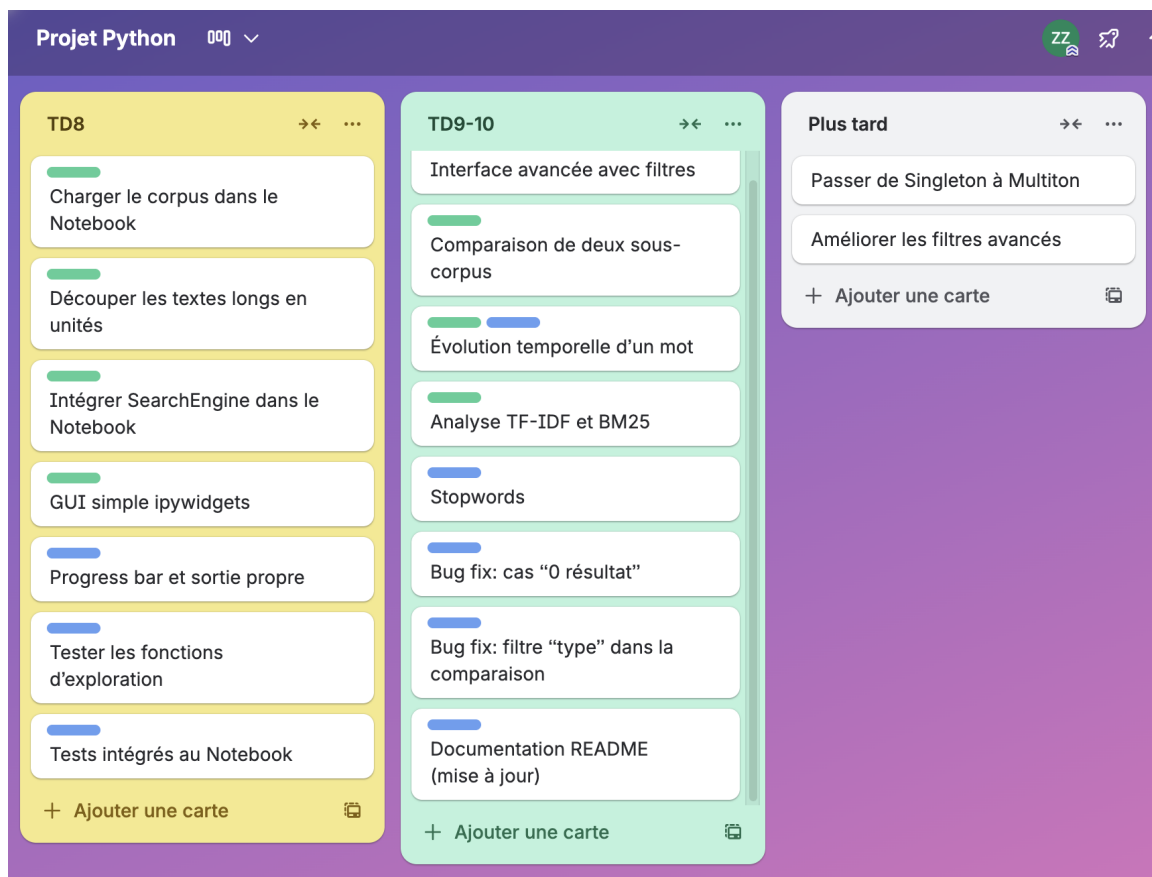 Projet Python
ZZ
TD8
Charger le corpus dans le
Notebook
Découper les textes longs en
unités
Intégrer SearchEngine dans le
Notebook
GUI simple ipywidgets
Progress bar et sortie propre
Tester les fonctions
d’exploration
Tests intégrés au Notebook
+ Ajouter une carte
TD9-10
Interface avancée avec filtres
Comparaison de deux sous-
corpus
Évolution temporelle d’un mot
Analyse TF-IDF et BM25
Stopwords
Bug fix: cas “0 résultat”
Bug fix: filtre “type” dans la
comparaison
Documentation README
(mise à jour)
+ Ajouter une carte
Plus tard
Passer de Singleton à Multiton
Améliorer les filtres avancés
+ Ajouter une carte